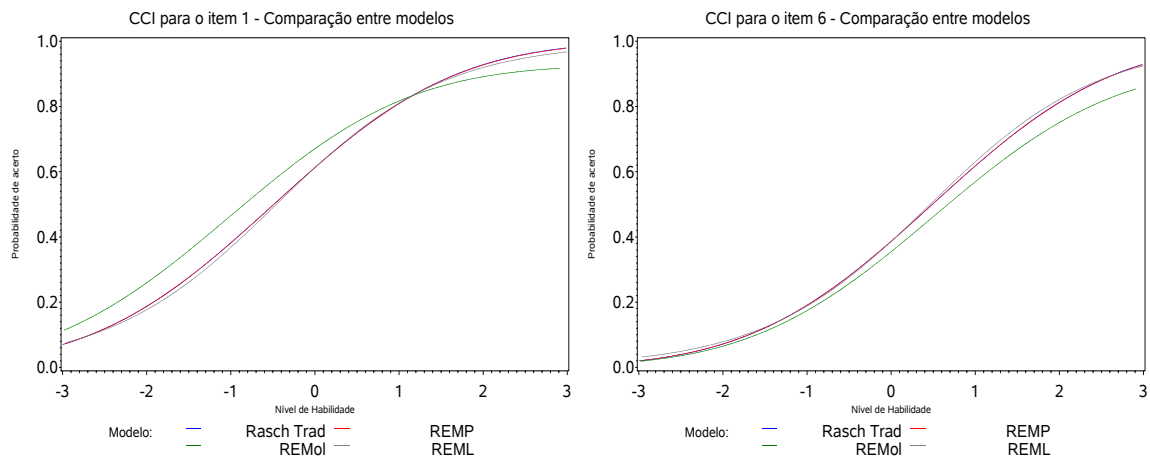 CCI para o item 1 - Comparação entre modelos
Probabilidade de acerto
1.0
0.8
0.6
0.4
0.2
0.0
-3 -2 -1 0 1 2 3
Nível de Habilidade
Modelo: Rasch Trad REMP
REMol REML
CCI para o item 6 - Comparação entre modelos
Probabilidade de acerto
1.0
0.8
0.6
0.4
0.2
0.0
-3 -2 -1 0 1 2 3
Nível de Habilidade
Modelo: Rasch Trad REMP
REMol REML